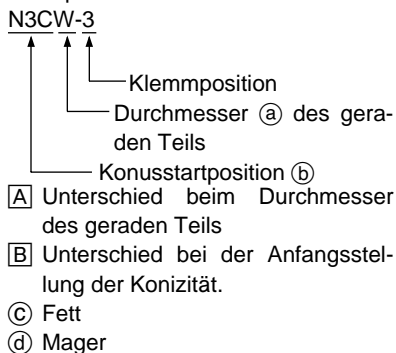 N3CW-3
Klemmposition
Durchmesser ⓐ des gera-
den Teils
Konusstartposition ⓑ
A Unterschied beim Durchmesser
des geraden Teils
B Unterschied bei der Anfangsstel-
lung der Konizität.
ⓒ Fett
ⓓ Mager